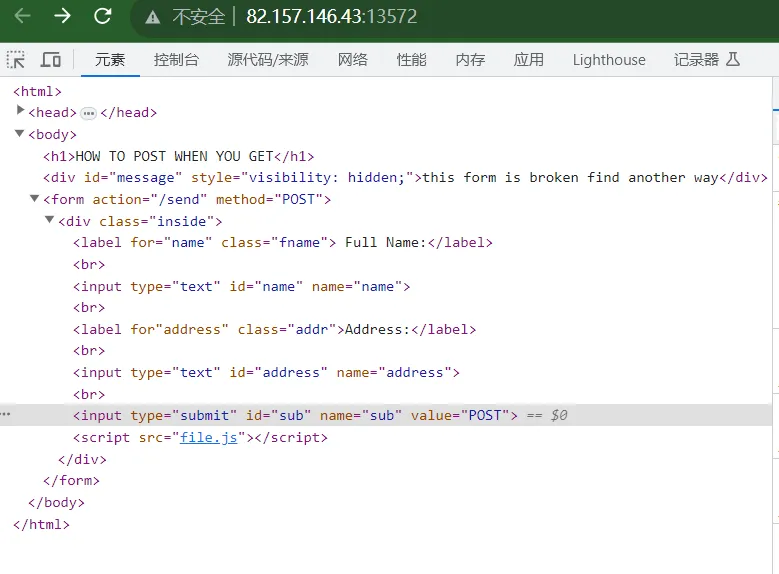 不安全 82.157.146.43:13572
元素 控制台 源代码/来源 网络 性能 内存 应用 Lighthouse 记录器
<html>
<head> ••• </head>
<body>
<h1>HOW TO POST WHEN YOU GET</h1>
<div id="message" style="visibility: hidden;">this form is broken find another way</div>
<form action="/send" method="POST">
<div class="inside">
<label for="name" class="fname"> Full Name:</label>
<br>
<input type="text" id="name" name="name">
<br>
<label for"address" class="addr">Address:</label>
<br>
<input type="text" id="address" name="address">
<br>
••• <input type="submit" id="sub" name="sub" value="POST"> == $0
<script src="file.js"></script>
</div>
</form>
</body>
</html>